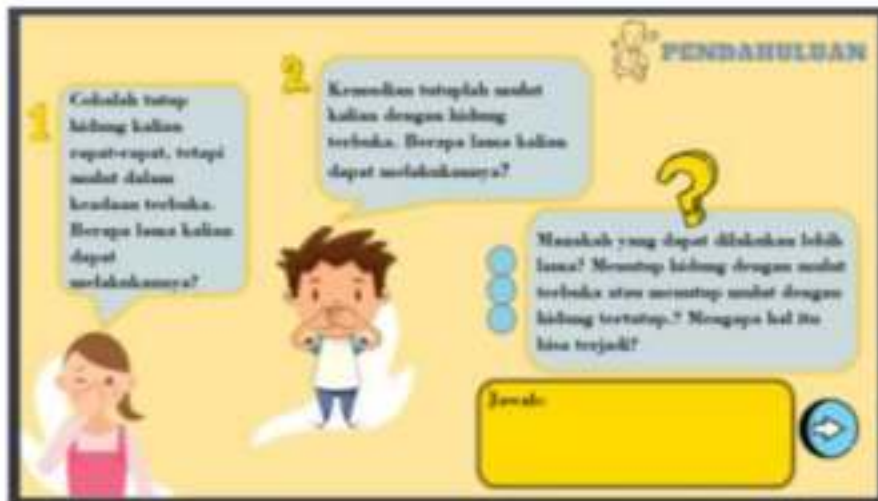 PENDAHULUAN
1.
Cobalah tutup
hidung kalian
rapat-rapat, tetapi
mulut dalam
keadaan terbuka.
Berapa lama kalian
dapat
melakukannya?
2.
Kemudian tutuplah mulut
kalian dengan hidung
terbuka. Berapa lama kalian
dapat melakukannya?
?
Manakah yang dapat dilakukan lebih
lama? Menutup hidung dengan mulut
terbuka atau menutup mulut dengan
hidung tertutup.? Mengapa hal itu
bisa terjadi?
Jawab: